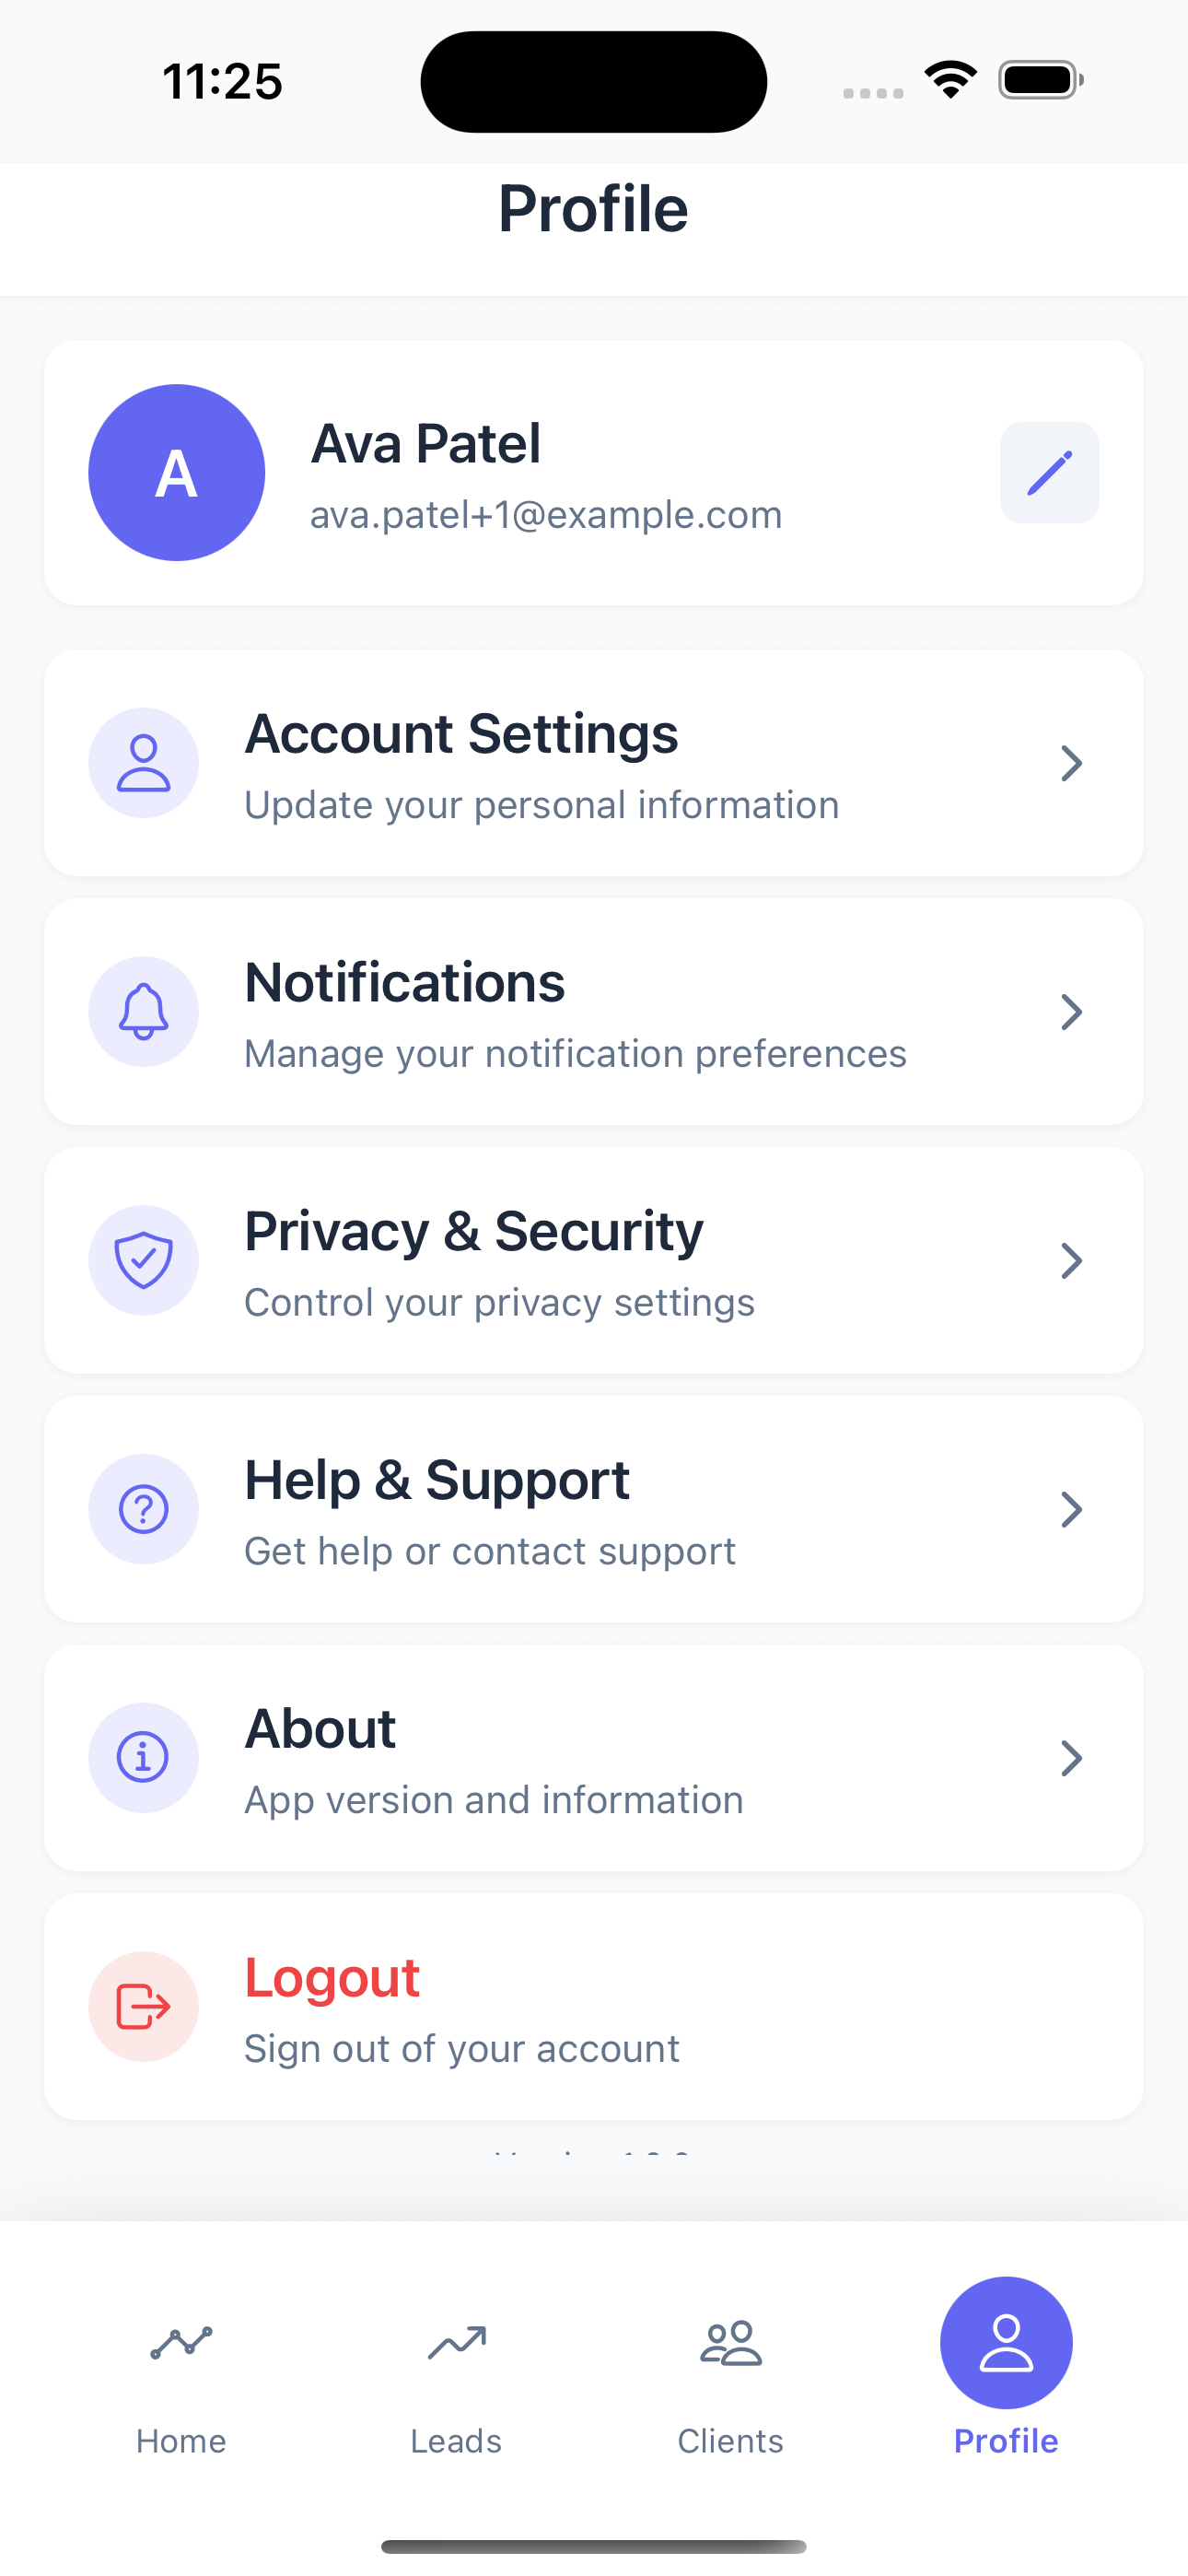 11:25
Profile
A
Ava Patel
ava.patel+1@example.com
Account Settings
Update your personal information
Notifications
Manage your notification preferences
Privacy & Security
Control your privacy settings
Help & Support
Get help or contact support
About
App version and information
Logout
Sign out of your account
Home
Leads
Clients
Profile